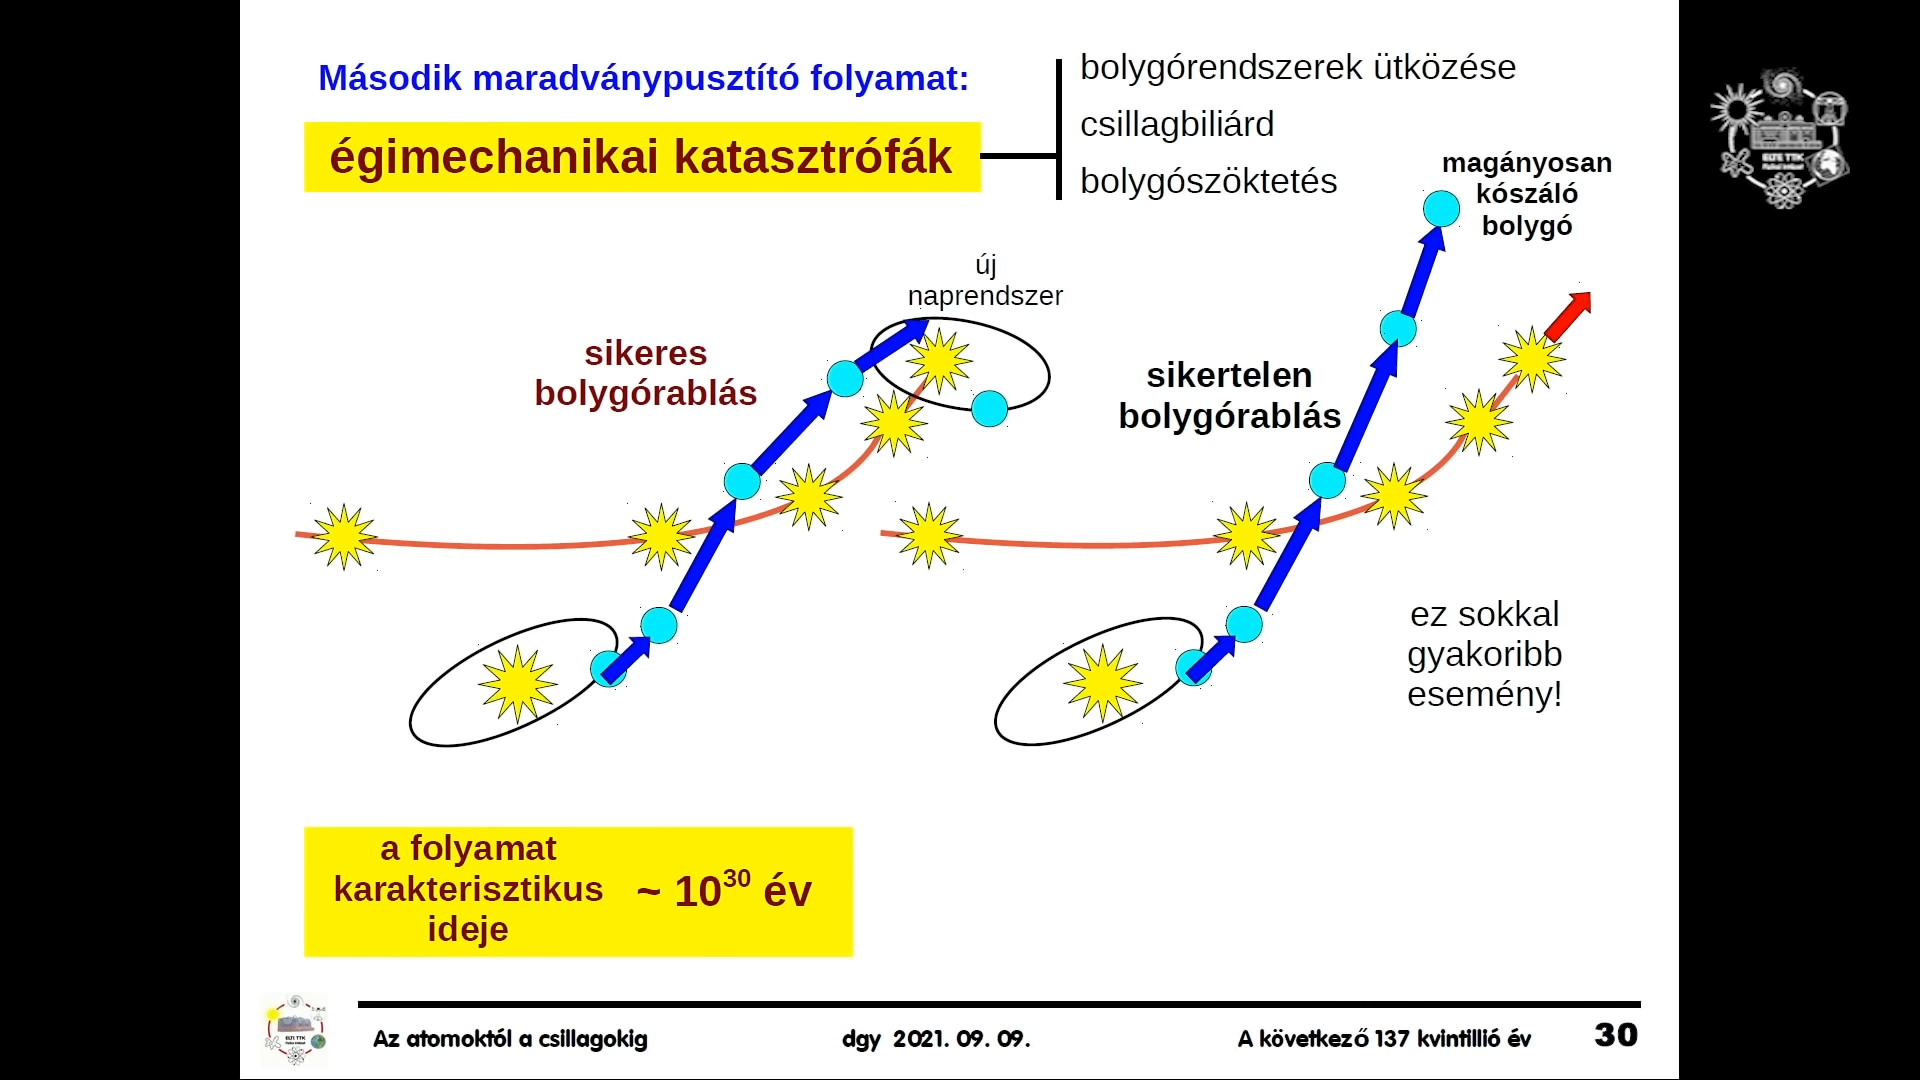 Második maradványpusztító folyamat:
égimechanikai katasztrófák
bolygórendszerek ütközése
csillagbiliárd
bolygószöktetés
magányosan
kószáló
bolygó
új
naprendszer
sikeres
bolygórablás
sikertelen
bolygórablás
ez sokkal
gyakoribb
esemény!
a folyamat
karakterisztikus
ideje
~ 10³⁰ év
ELTE TTK
Az atomoktól a csillagokig
dgy 2021. 09. 09.
A következő 137 kvintillió év
30